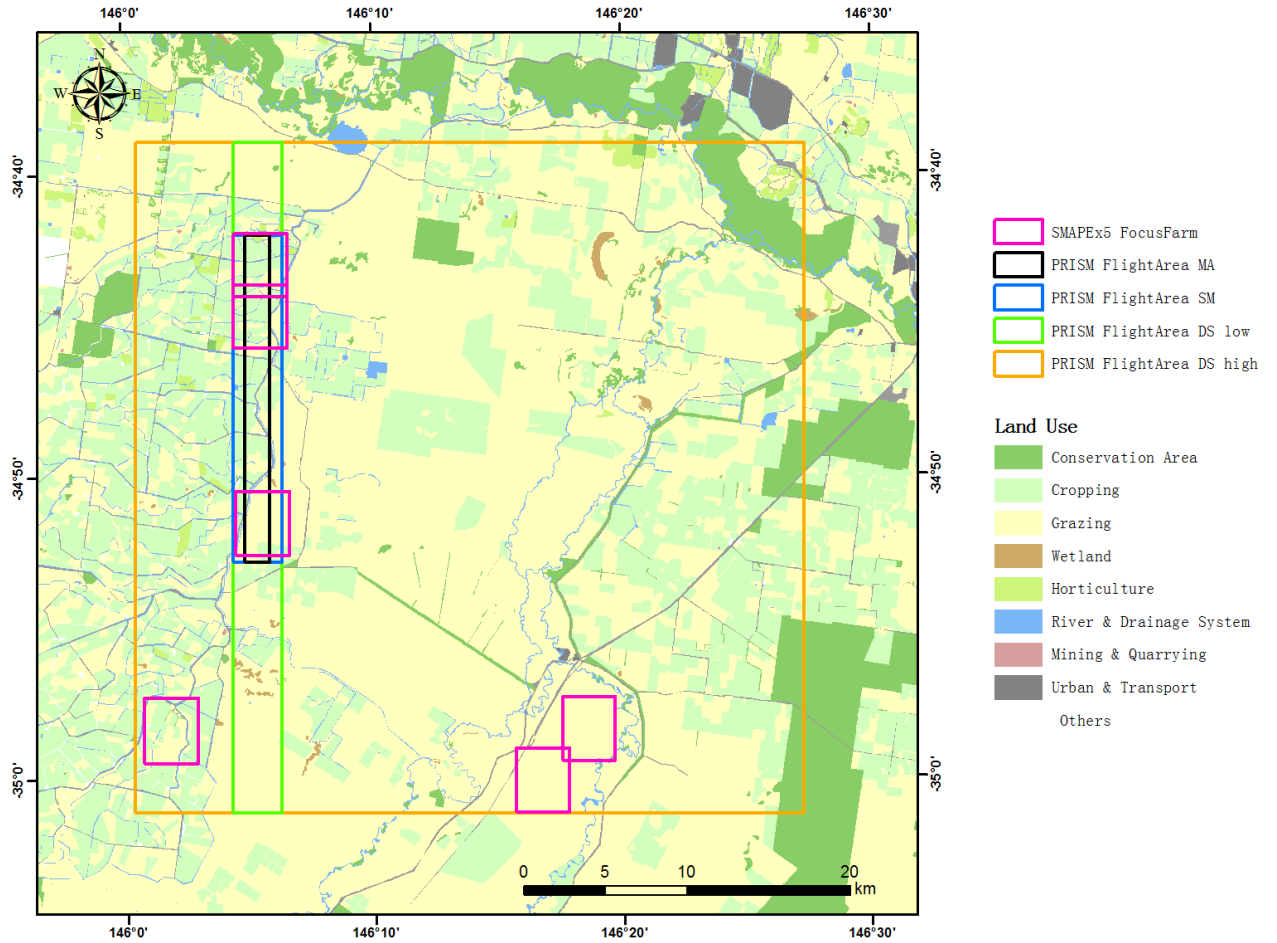 146°0' 146°10' 146°20' 146°30'
N
W E
S
-34°40' -34°40'
-34°50' -34°50'
-35°0' -35°0'
SMAPEx5 FocusFarm
PRISM FlightArea MA
PRISM FlightArea SM
PRISM FlightArea DS low
PRISM FlightArea DS high
Land Use
Conservation Area
Cropping
Grazing
Wetland
Horticulture
River & Drainage System
Mining & Quarrying
Urban & Transport
Others
0 5 10 20
km
146°0' 146°10' 146°20' 146°30'